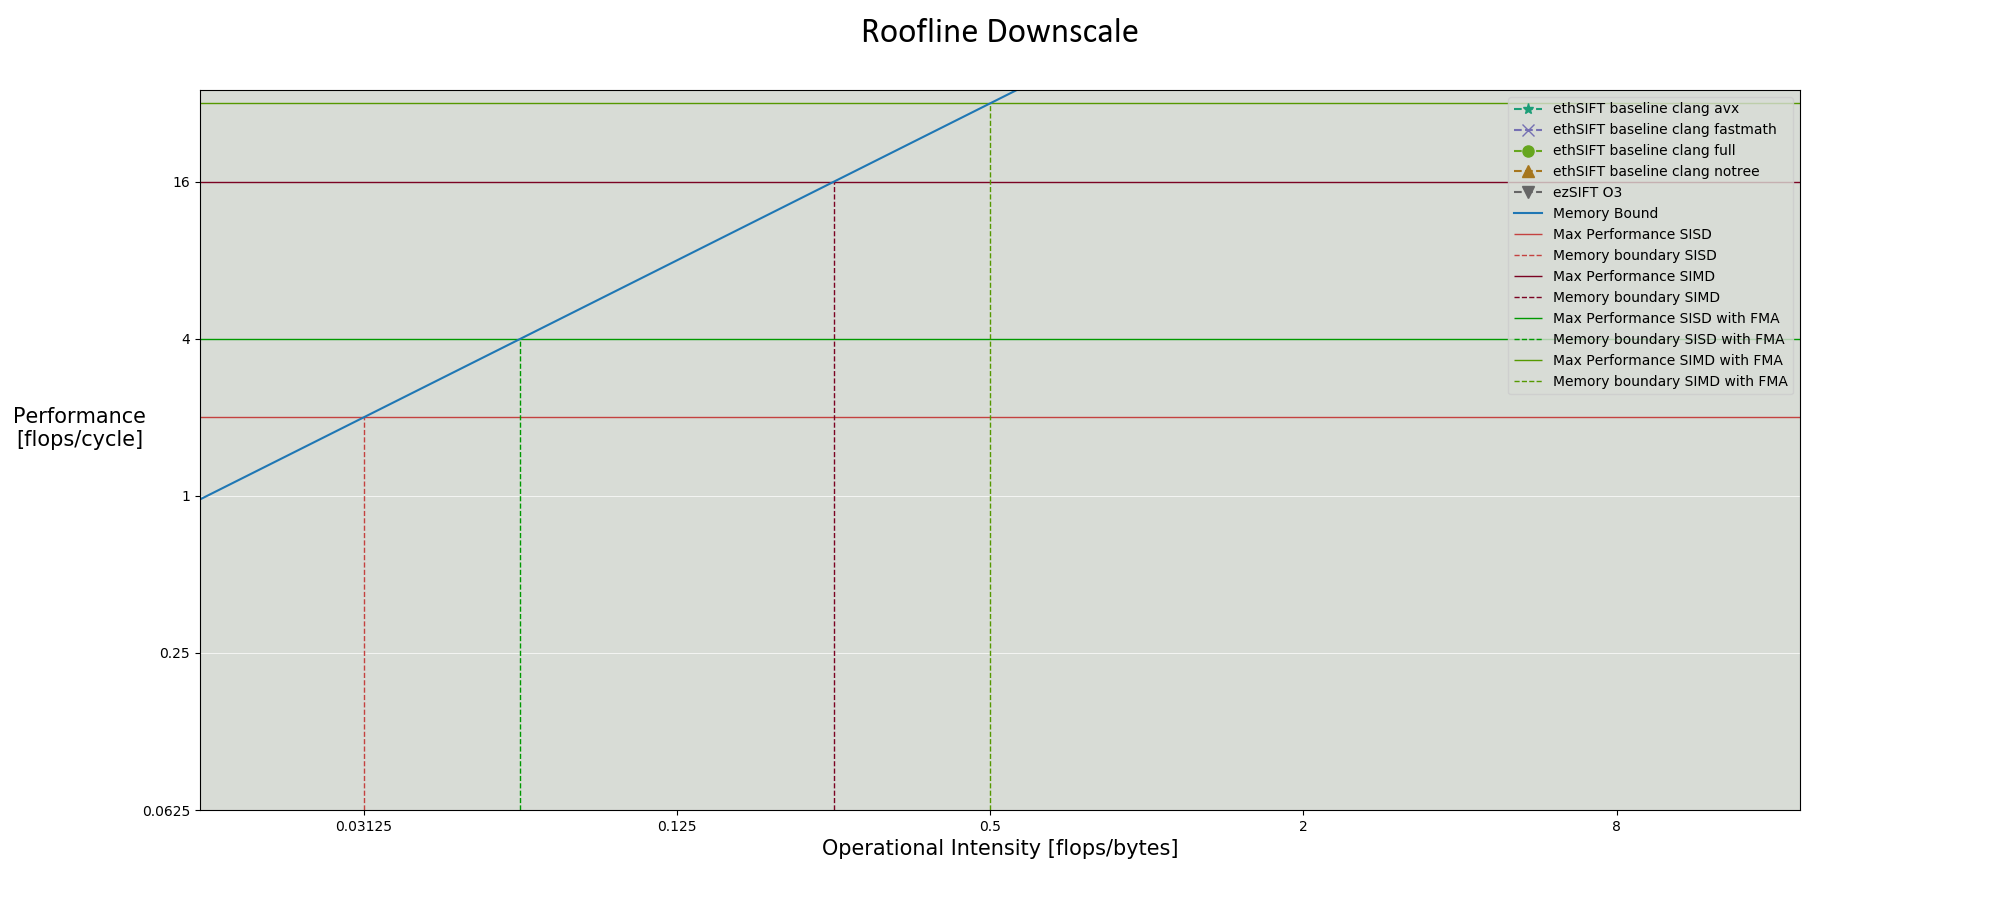 Roofline Downscale
ethSIFT baseline clang avx
ethSIFT baseline clang fastmath
ethSIFT baseline clang full
ethSIFT baseline clang notree
ezSIFT O3
Memory Bound
Max Performance SISD
Memory boundary SISD
Max Performance SIMD
Memory boundary SIMD
Max Performance SISD with FMA
Memory boundary SISD with FMA
Max Performance SIMD with FMA
Memory boundary SIMD with FMA
16
4
1
0.25
0.0625
Performance
[flops/cycle]
0.03125
0.125
0.5
2
8
Operational Intensity [flops/bytes]